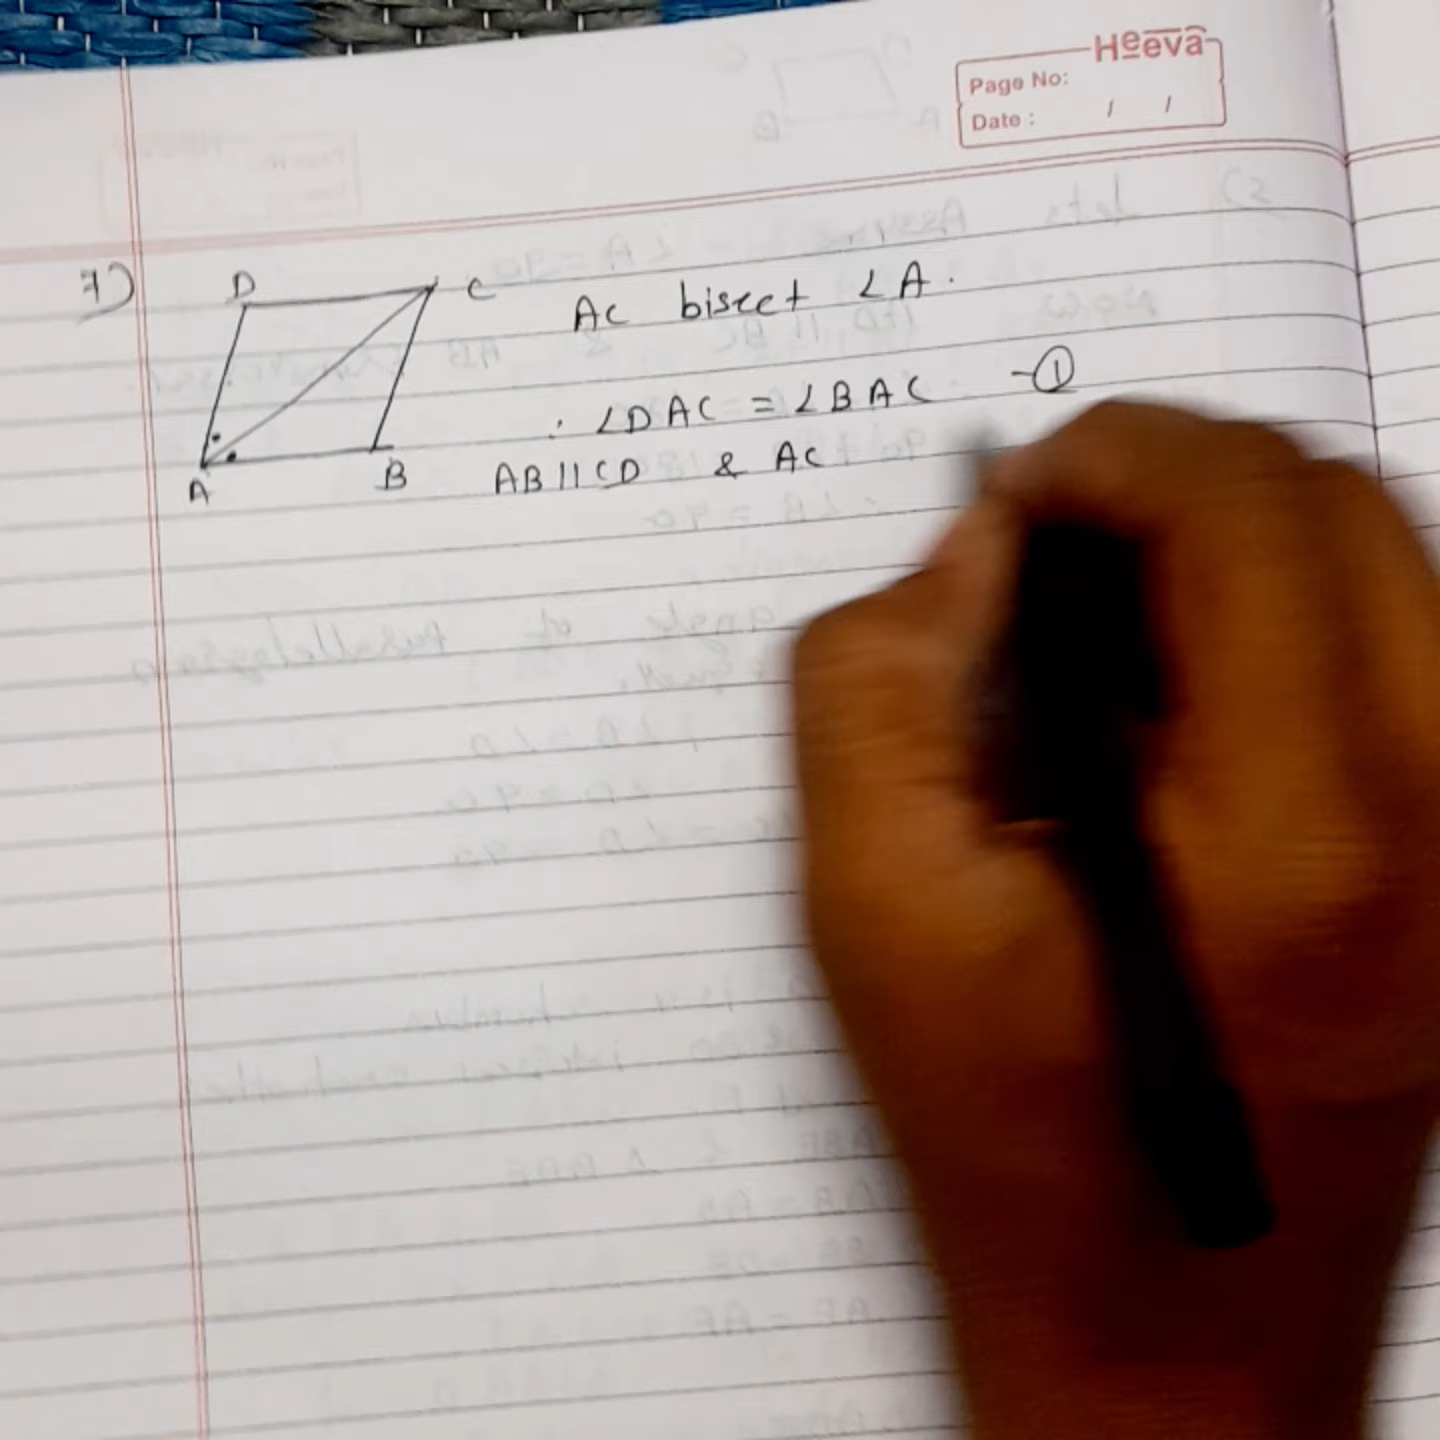 Heeva
Page No:
Date : / /
7)
D C
A B
AC bisect ∠A.
∴ ∠DAC = ∠BAC -①
AB||CD & AC